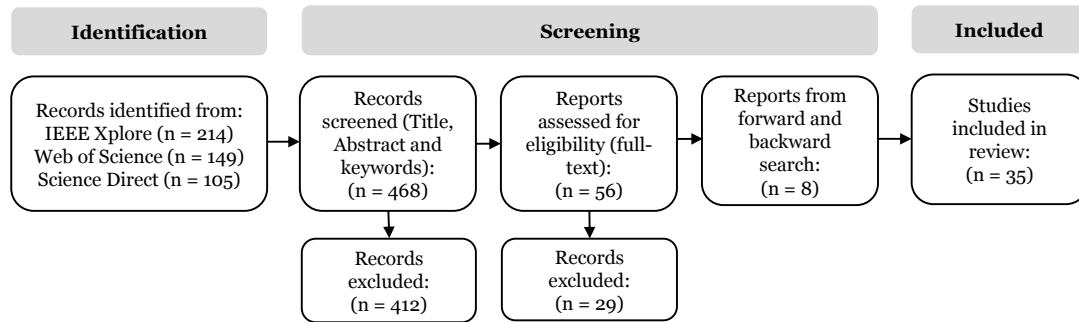 Identification
Screening
Included
Records identified from:
IEEE Xplore (n = 214)
Web of Science (n = 149)
Science Direct (n = 105)
Records
screened (Title,
Abstract and
keywords):
(n = 468)
Reports
assessed for
eligibility (full-
text):
(n = 56)
Reports from
forward and
backward
search:
(n = 8)
Studies
included in
review:
(n = 35)
Records
excluded:
(n = 412)
Records
excluded:
(n = 29)